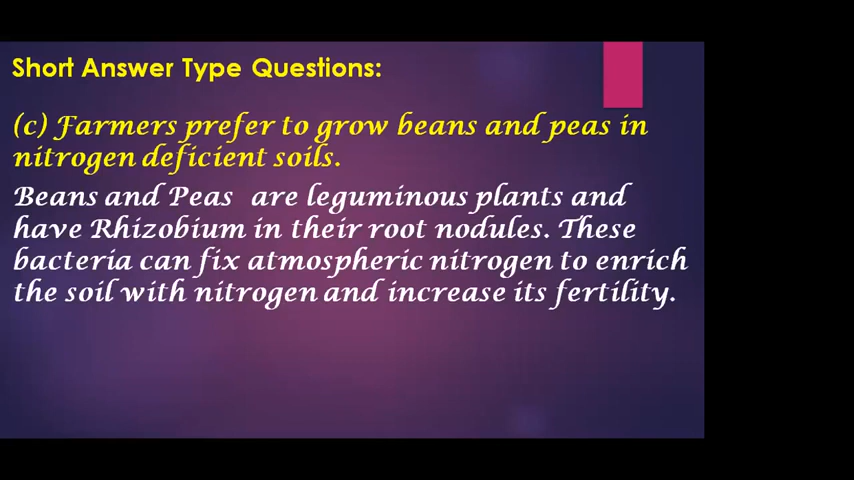 Short Answer Type Questions:
(c) Farmers prefer to grow beans and peas in
nitrogen deficient soils.
Beans and Peas are leguminous plants and
have Rhizobium in their root nodules. These
bacteria can fix atmospheric nitrogen to enrich
the soil with nitrogen and increase its fertility.